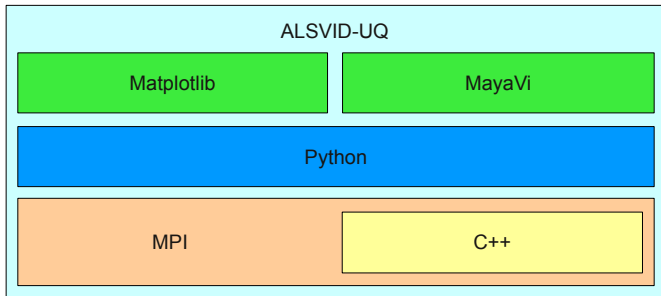 ALSVID-UQ
Matplotlib
MayaVi
Python
MPI
C++